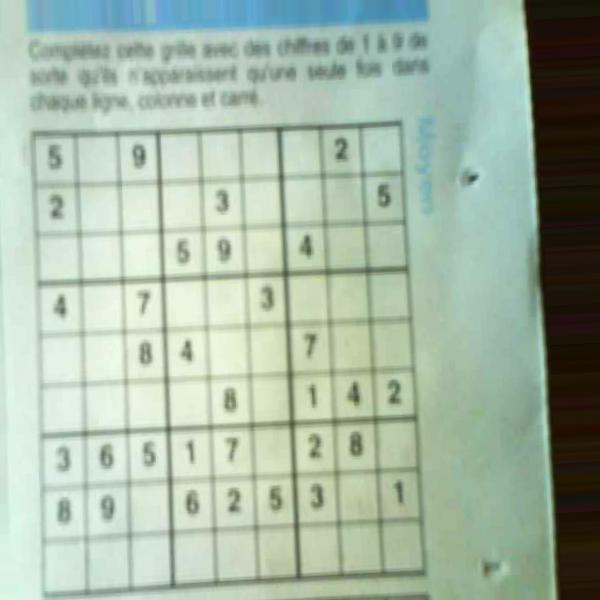 Complétez cette grille avec des chiffres de 1 à 9 de
sorte qu'ils n'apparaissent qu'une seule fois dans
chaque ligne, colonne et carré.
Moyen
5 9 2
2 3 5
5 9 4
4 7 3
8 4 7
8 1 4 2
3 6 5 1 7 2 8
8 9 6 2 5 3 1